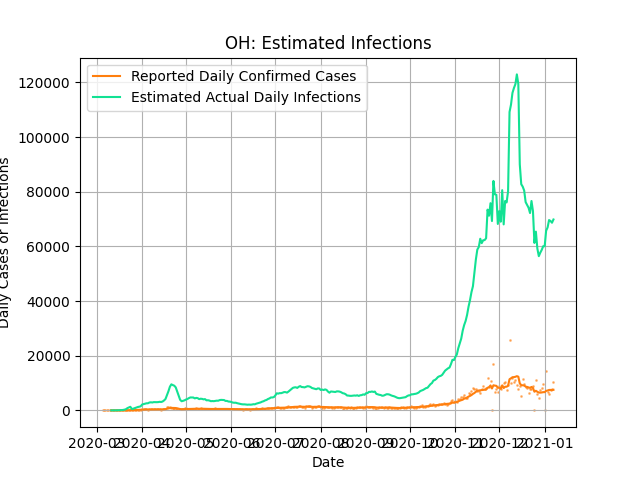 OH: Estimated Infections
Reported Daily Confirmed Cases
Estimated Actual Daily Infections
120000
100000
80000
60000
40000
20000
0
Daily Cases or Infections
2020-03 2020-04 2020-05 2020-06 2020-07 2020-08 2020-09 2020-10 2020-11 2020-12 2021-01
Date